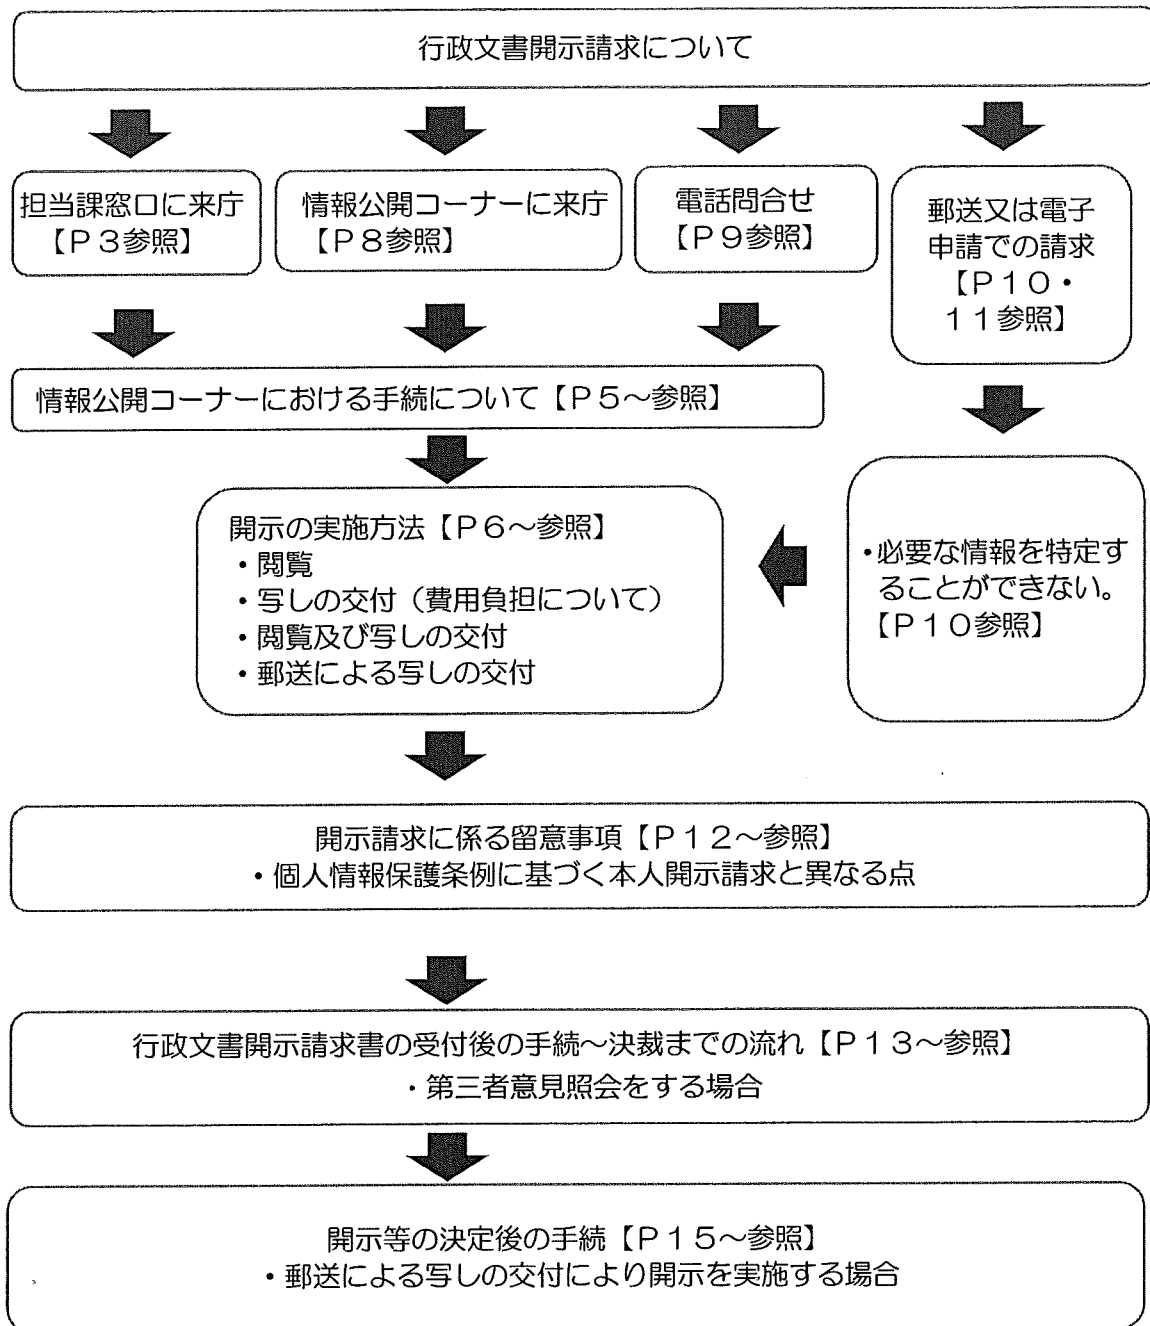 行政文書開示請求について
担当課窓口に来庁
【Ｐ３参照】
情報公開コーナーに来庁
【Ｐ８参照】
電話問合せ
【Ｐ９参照】
郵送又は電子
申請での請求
【Ｐ１０・
１１参照】
情報公開コーナーにおける手続について【Ｐ５～参照】
開示の実施方法【Ｐ６～参照】
・閲覧
・写しの交付（費用負担について）
・閲覧及び写しの交付
・郵送による写しの交付
・必要な情報を特定す
ることができない。
【Ｐ１０参照】
開示請求に係る留意事項【Ｐ１２～参照】
・個人情報保護条例に基づく本人開示請求と異なる点
行政文書開示請求書の受付後の手続～決裁までの流れ【Ｐ１３～参照】
・第三者意見照会をする場合
開示等の決定後の手続【Ｐ１５～参照】
・郵送による写しの交付により開示を実施する場合